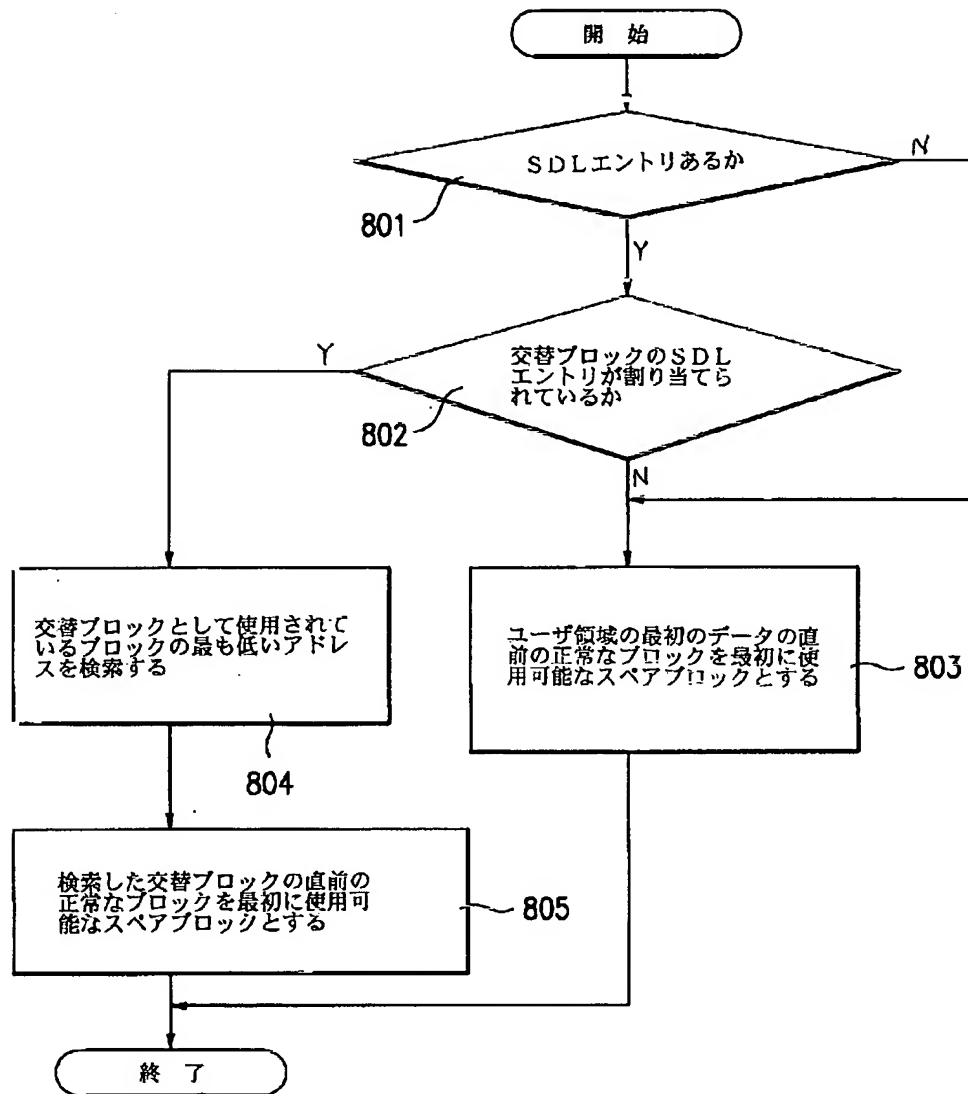 開 始
SDLエントリあるか
N
801
Y
交替ブロックのSDL
エントリが割り当てら
れているか
Y
802
N
交替ブロックとして使用されて
いるブロックの最も低いアドレ
スを検索する
804
ユーザ領域の最初のデータの直
前の正常なブロックを最初に使
用可能なスペアブロックとする
803
検索した交替ブロックの直前の
正常なブロックを最初に使用可
能なスペアブロックとする
805
終 了